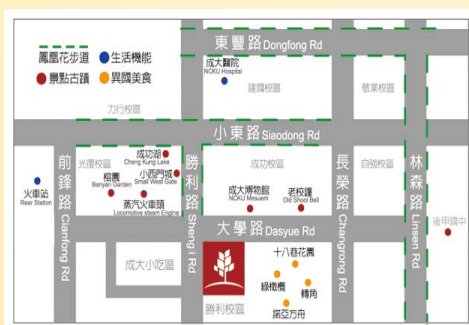 鳳凰花步道
生活機能
景點古蹟
異國美食
東豐路 Dongfong Rd
成大醫院
NCKU Hospital
建國校區
敬業校區
力行校區
小東路 Siaodong Rd
光復校區
成功湖
Cheng Kung Lake
成功校區
自強校區
前鋒路 Cianfong Rd
勝利路 Sheng li Rd
長榮路 Changrong Rd
林森路 Linsen Rd
榕園
Banyan Garden
小西門城
Small West Gate
火車站
Rear Station
蒸汽火車頭
Locomotive steam Engine
成大博物館
NCKU Mesuem
老校鐘
Old Shool Bell
後甲國中
大學路 Dasyue Rd
成大小吃區
十八巷花園
綠橄欖
轉角
諾亞方舟
勝利校區